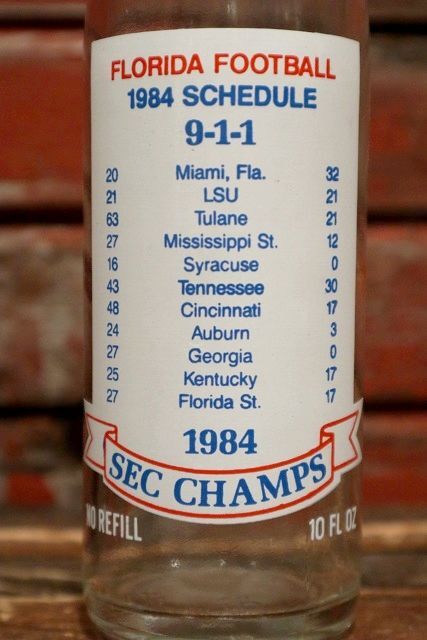 FLORIDA FOOTBALL
1984 SCHEDULE
9-1-1
20 Miami, Fla. 32
21 LSU 21
63 Tulane 21
27 Mississippi St. 12
16 Syracuse 0
43 Tennessee 30
48 Cincinnati 17
24 Auburn 3
27 Georgia 0
25 Kentucky 17
27 Florida St. 17
1984
SEC CHAMPS
NO REFILL 10 FL OZ